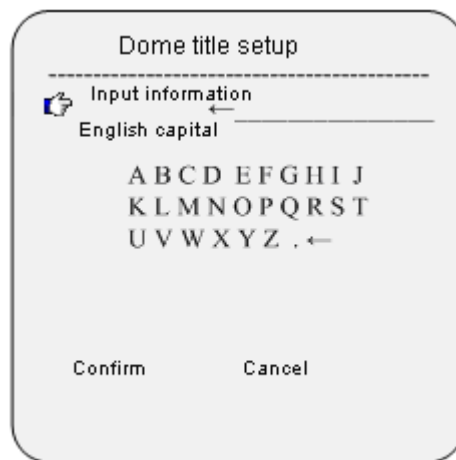 Dome title setup
Input information
←
English capital
A B C D E F G H I J
K L M N O P Q R S T
U V W X Y Z . ←
Confirm Cancel